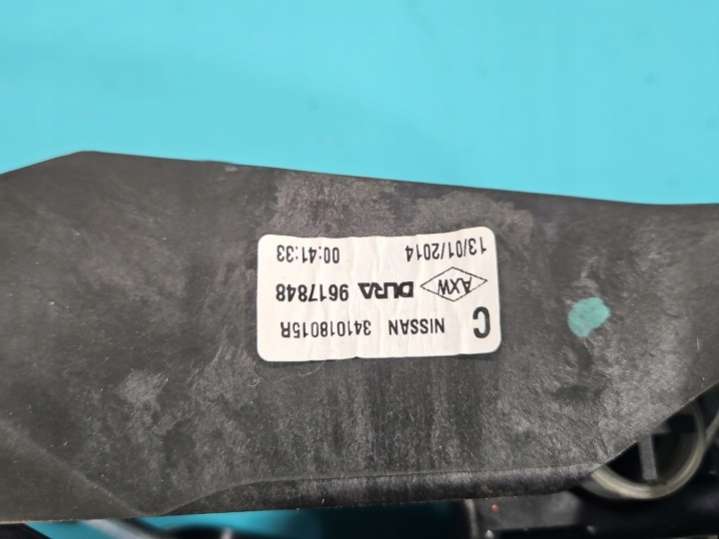 C NISSAN 341018015R
AXW DURA 9617848
13/01/2014 00:41:33